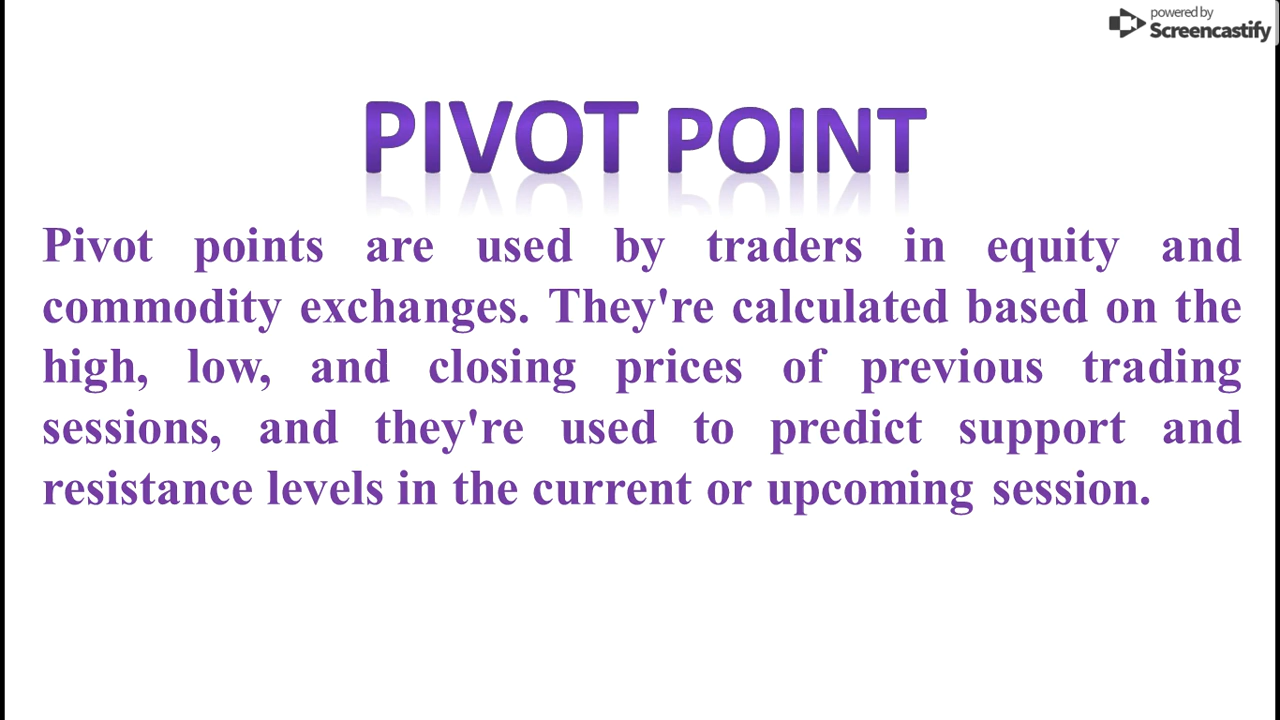 powered by
Screencastify
PIVOT POINT
Pivot points are used by traders in equity and
commodity exchanges. They're calculated based on the
high, low, and closing prices of previous trading
sessions, and they're used to predict support and
resistance levels in the current or upcoming session.